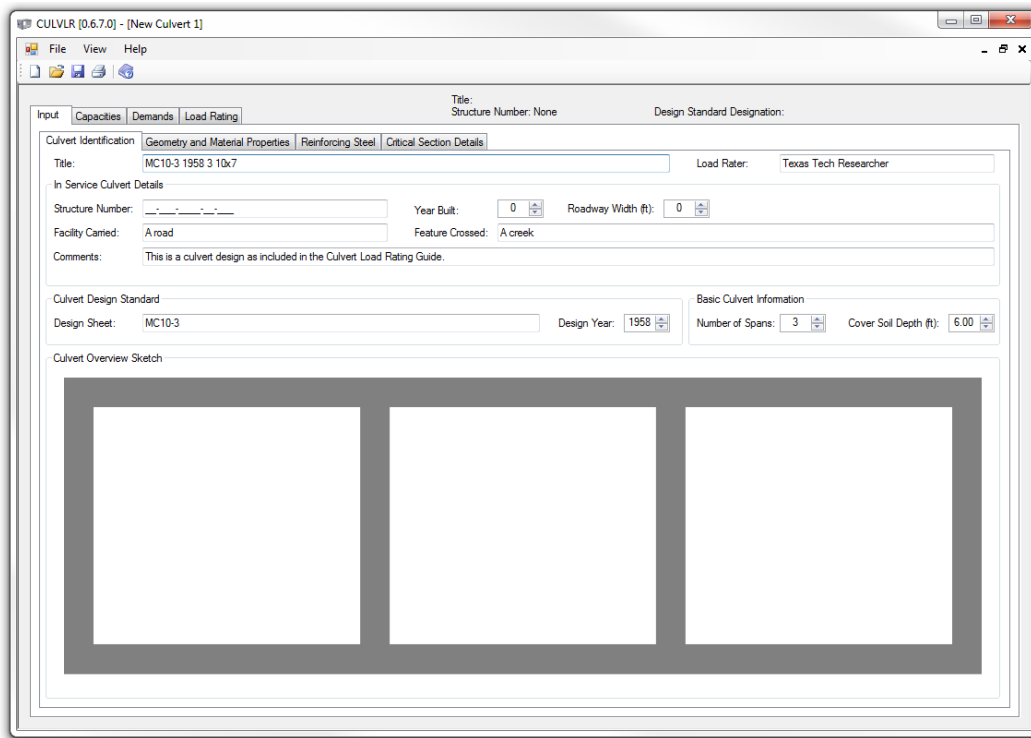 CULVLR [0.6.7.0] - [New Culvert 1]
File View Help
Title:
Structure Number: None Design Standard Designation:
Input Capacities Demands Load Rating
Culvert Identification Geometry and Material Properties Reinforcing Steel Critical Section Details
Title: MC10-3 1958 3 10x7 Load Rater: Texas Tech Researcher
In Service Culvert Details
Structure Number: __-___-____-__-___ Year Built: 0 Roadway Width (ft): 0
Facility Carried: A road Feature Crossed: A creek
Comments: This is a culvert design as included in the Culvert Load Rating Guide.
Culvert Design Standard Basic Culvert Information
Design Sheet: MC10-3 Design Year: 1958 Number of Spans: 3 Cover Soil Depth (ft): 6.00
Culvert Overview Sketch